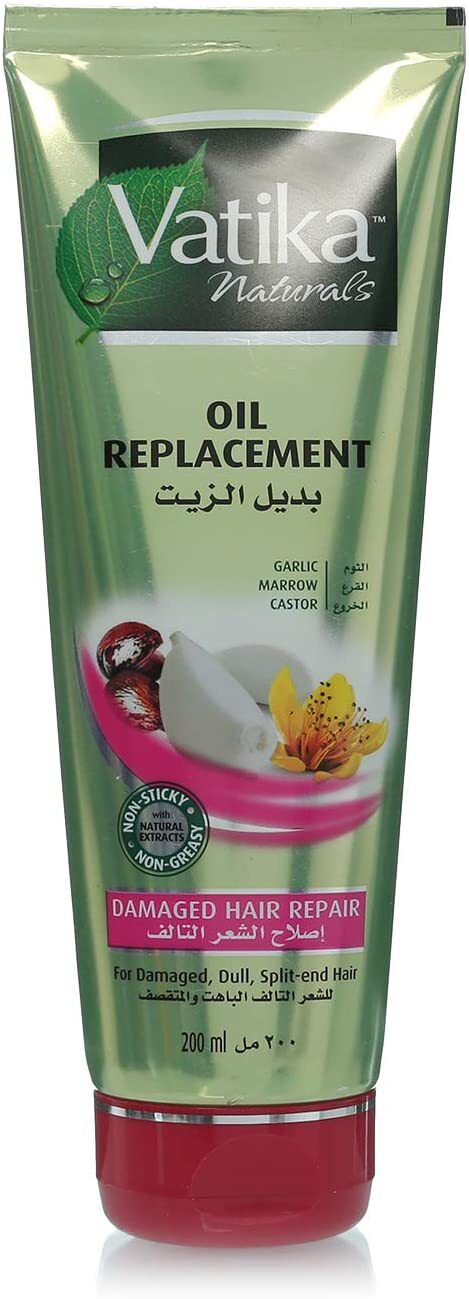 Vatika™
Naturals
OIL
REPLACEMENT
بديل الزيت
GARLIC الثوم
MARROW القرع
CASTOR الخروع
NON-STICKY
with
NATURAL
EXTRACTS
NON-GREASY
DAMAGED HAIR REPAIR
إصلاح الشعر التالف
For Damaged, Dull, Split-end Hair
للشعر التالف الباهت والمتقصف
200 ml ٢٠٠ مل